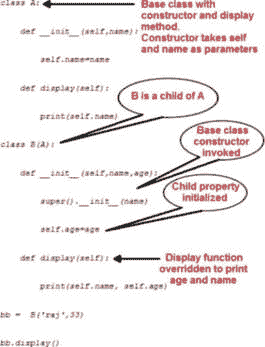 class A:
Base class with
constructor and display
method.
Constructor takes self
and name as parameters
def __init__(self,name):
self.name=name
def display(self):
print(self.name)
B is a child of A
class B(A):
Base class
constructor
invoked
def __init__(self,name,age):
super().__init__(name)
Child property
initialized
self.age=age
def display(self):
Display function
overridden to print
age and name
print(self.name, self.age)
bb = B('raj',33)
bb.display()